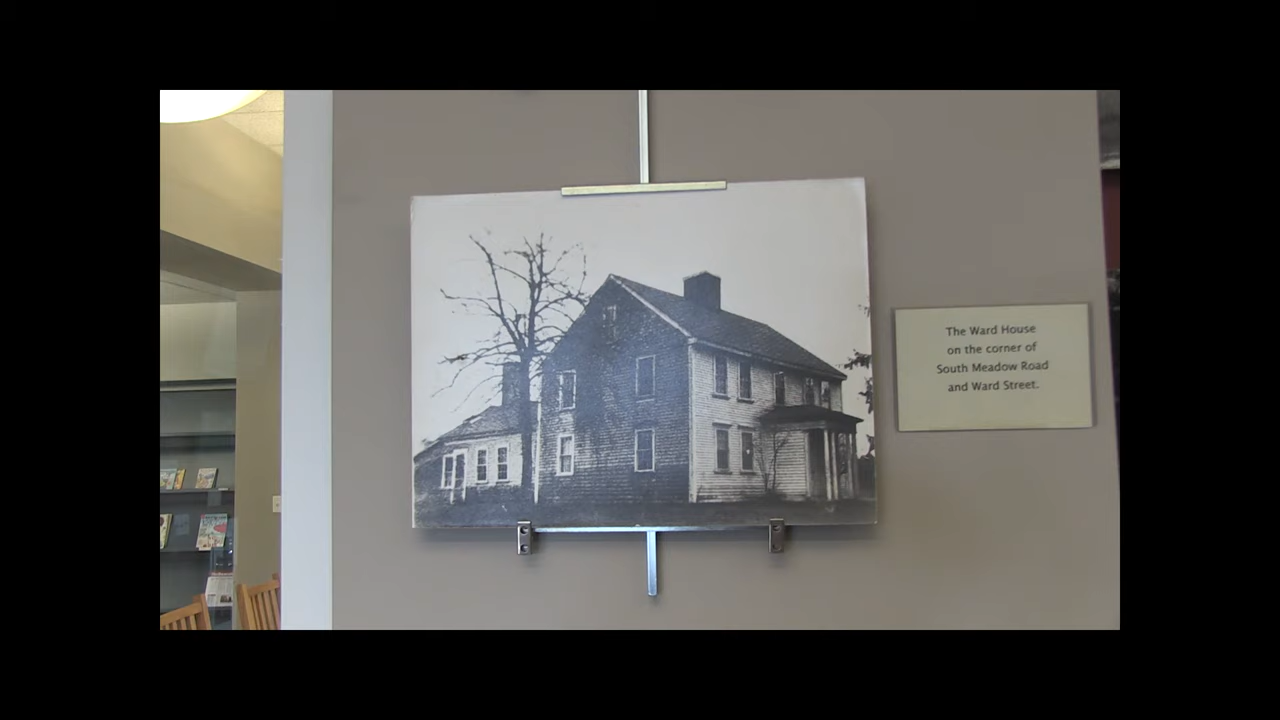 The Ward House
on the corner of
South Meadow Road
and Ward Street.